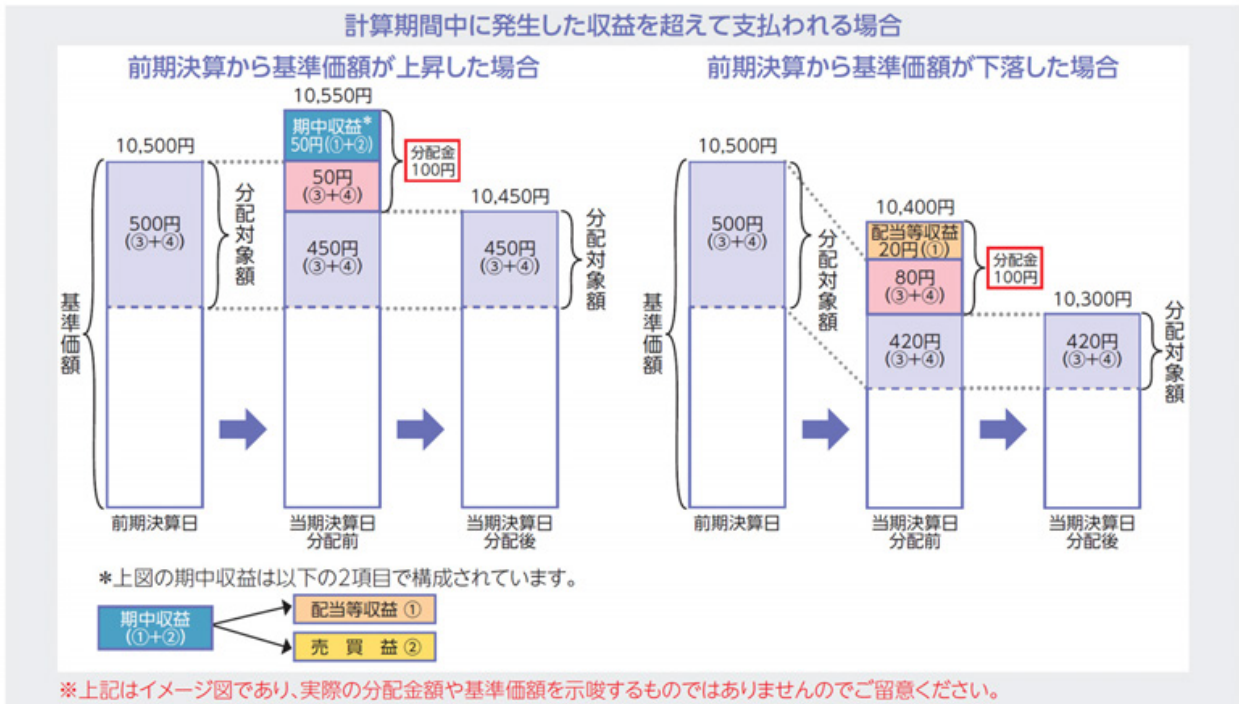 計算期間中に発生した収益を超えて支払われる場合
前期決算から基準価額が上昇した場合
10,500円
500円
(③+④)
分配対象額
基準価額
前期決算日
10,550円
期中収益*
50円(①+②)
50円
(③+④)
分配金
100円
450円
(③+④)
当期決算日
分配前
10,450円
450円
(③+④)
分配対象額
当期決算日
分配後
前期決算から基準価額が下落した場合
10,500円
500円
(③+④)
分配対象額
基準価額
前期決算日
10,400円
配当等収益
20円(①)
80円
(③+④)
分配金
100円
420円
(③+④)
当期決算日
分配前
10,300円
420円
(③+④)
分配対象額
当期決算日
分配後
*上図の期中収益は以下の2項目で構成されています。
期中収益
(①+②)
配当等収益 ①
売 買 益 ②
※上記はイメージ図であり、実際の分配金額や基準価額を示唆するものではありませんのでご留意ください。